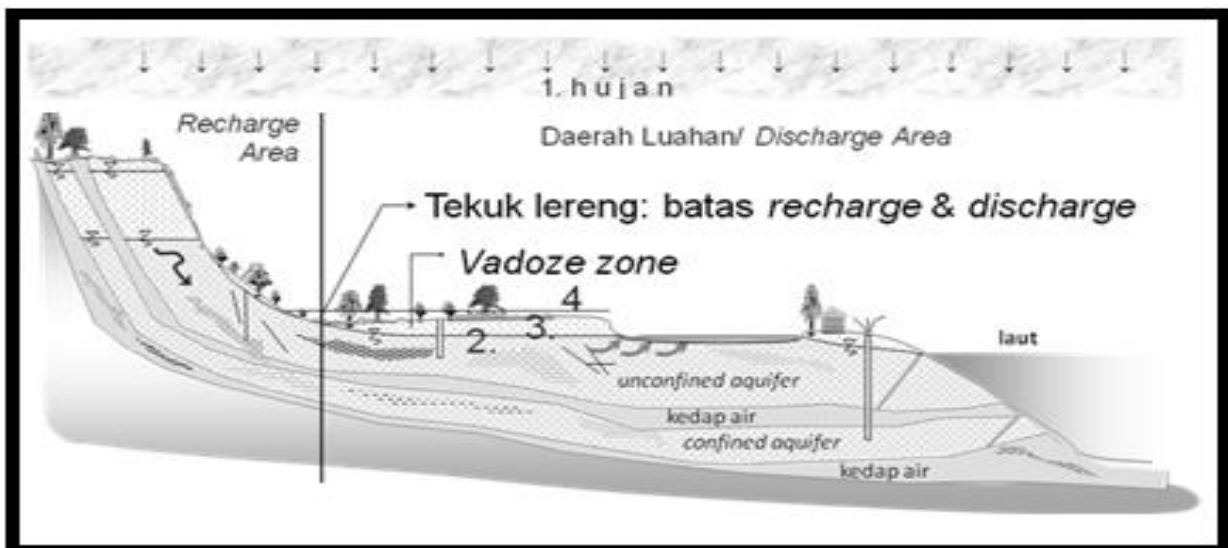 1. h u j a n
Recharge
Area
Daerah Luahan/ Discharge Area
Tekuk lereng: batas recharge & discharge
Vadoze zone
4
3.
2.
laut
unconfined aquifer
kedap air
confined aquifer
kedap air